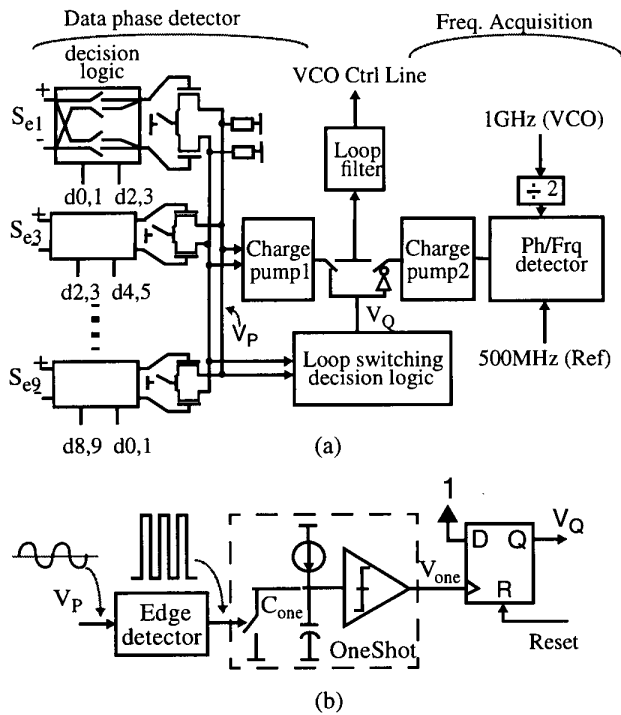 Data phase detector
Freq. Acquisition
decision
logic
VCO Ctrl Line
+
Se1
-
d0,1 d2,3
Loop
filter
1GHz (VCO)
÷ 2
+
Se3
-
d2,3 d4,5
Charge
pump1
Charge
pump2
Ph/Frq
detector
VP
VQ
500MHz (Ref)
+
Se9
-
d8,9 d0,1
Loop switching
decision logic
(a)
1
VP
Edge
detector
Cone
OneShot
Vone
D Q
R
VQ
Reset
(b)